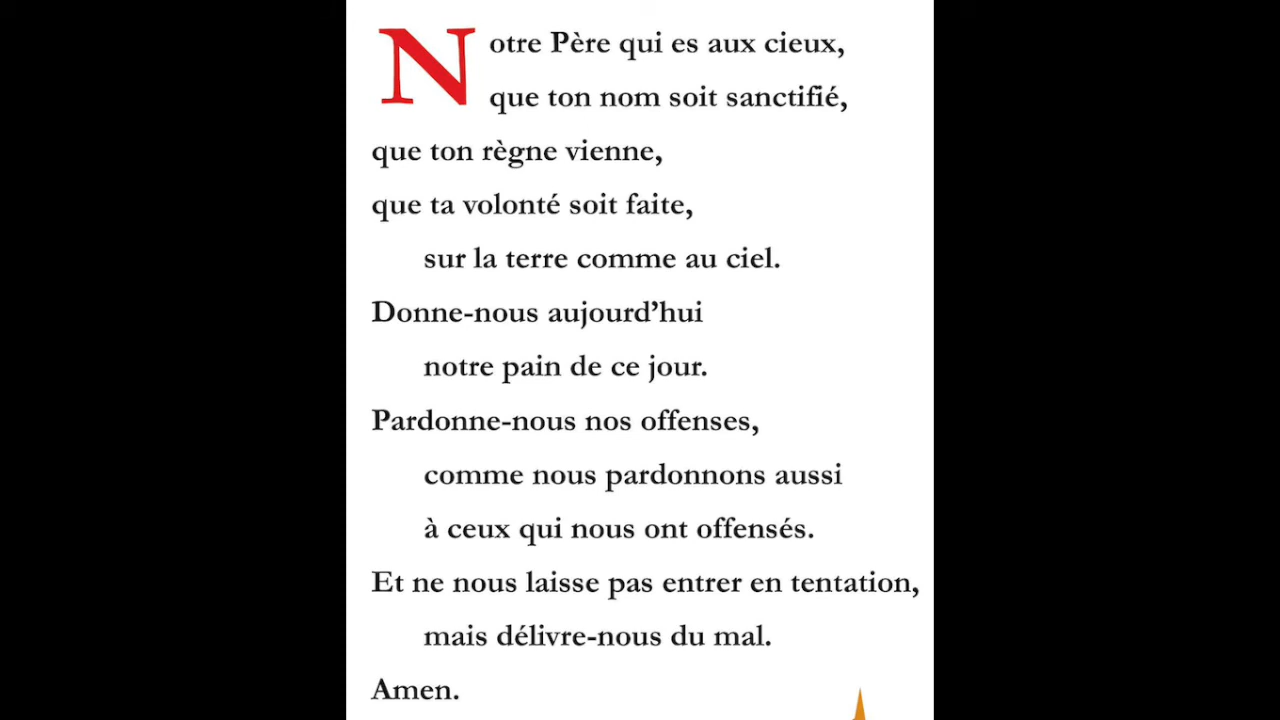 Notre Père qui es aux cieux,
que ton nom soit sanctifié,
que ton règne vienne,
que ta volonté soit faite,
sur la terre comme au ciel.
Donne-nous aujourd’hui
notre pain de ce jour.
Pardonne-nous nos offenses,
comme nous pardonnons aussi
à ceux qui nous ont offensés.
Et ne nous laisse pas entrer en tentation,
mais délivre-nous du mal.
Amen.